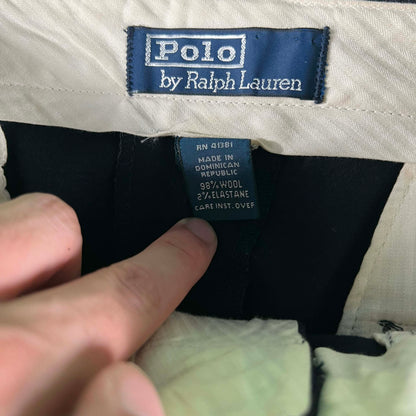 Polo
by Ralph Lauren
RN 41381
MADE IN
DOMINICAN
REPUBLIC
98% WOOL
2% ELASTANE
CARE INST. OVER